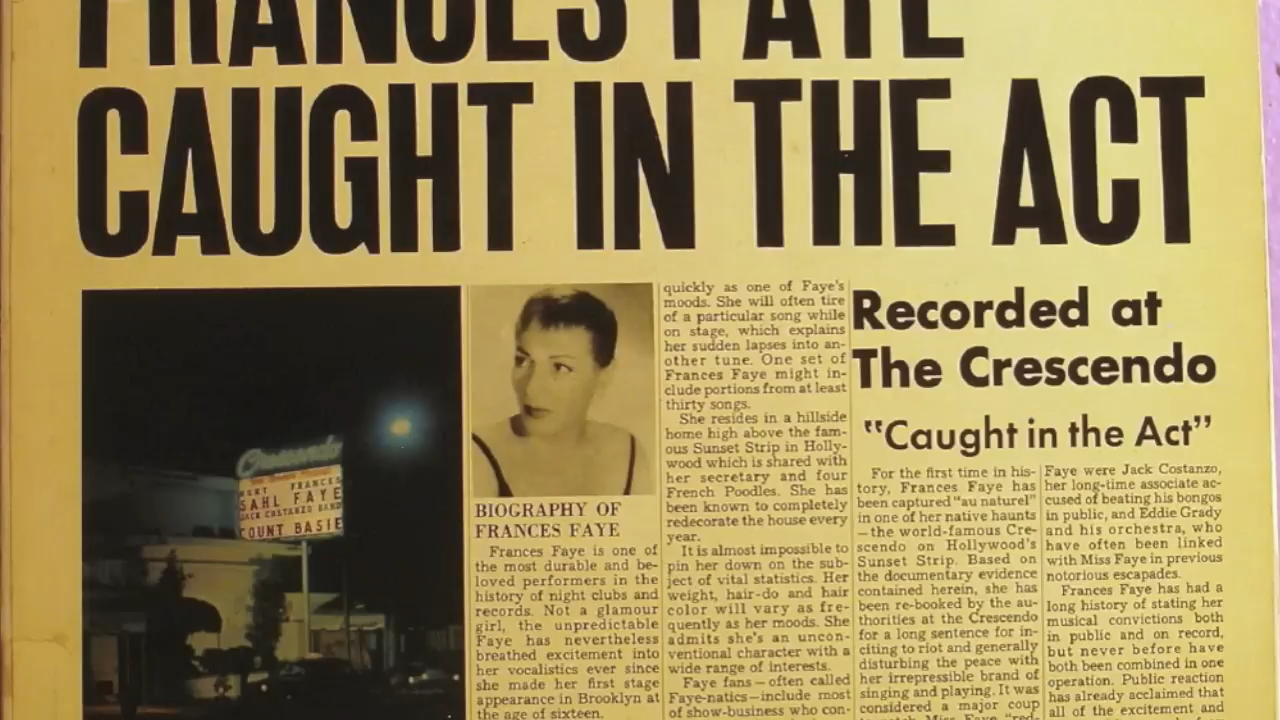 FRANCES FAYE
CAUGHT IN THE ACT
Crescendo
MORT FRANCES
SAHL FAYE
JACK COSTANZO BAND
COUNT BASIE
BIOGRAPHY OF
FRANCES FAYE
Frances Faye is one of
the most durable and be-
loved performers in the
history of night clubs and
records. Not a glamour
girl, the unpredictable
Faye has nevertheless
breathed excitement into
her vocalistics ever since
she made her first stage
appearance in Brooklyn at
the age of sixteen.
quickly as one of Faye's
moods. She will often tire
of a particular song while
on stage, which explains
her sudden lapses into an-
other tune. One set of
Frances Faye might in-
clude portions from at least
thirty songs.
She resides in a hillside
home high above the fam-
ous Sunset Strip in Holly-
wood which is shared with
her secretary and four
French Poodles. She has
been known to completely
redecorate the house every
year.
It is almost impossible to
pin her down on the sub-
ject of vital statistics. Her
weight, hair-do and hair
color will vary as fre-
quently as her moods. She
admits she's an uncon-
ventional character with a
wide range of interests.
Faye fans—often called
Faye-natics—include most
of show-business who con-
Recorded at
The Crescendo
"Caught in the Act"
For the first time in his-
tory, Frances Faye has
been captured "au naturel"
in one of her native haunts
—the world-famous Cre-
scendo on Hollywood's
Sunset Strip. Based on
the documentary evidence
contained herein, she has
been re-booked by the au-
thorities at the Crescendo
for a long sentence for in-
citing to riot and generally
disturbing the peace with
her irrepressible brand of
singing and playing. It was
considered a major coup
Miss Faye "red-
Faye were Jack Costanzo,
her long-time associate ac-
cused of beating his bongos
in public, and Eddie Grady
and his orchestra, who
have often been linked
with Miss Faye in previous
notorious escapades.
Frances Faye has had a
long history of stating her
musical convictions both
in public and on record,
but never before have
both been combined in one
operation. Public reaction
has already acclaimed that
all of the excitement and